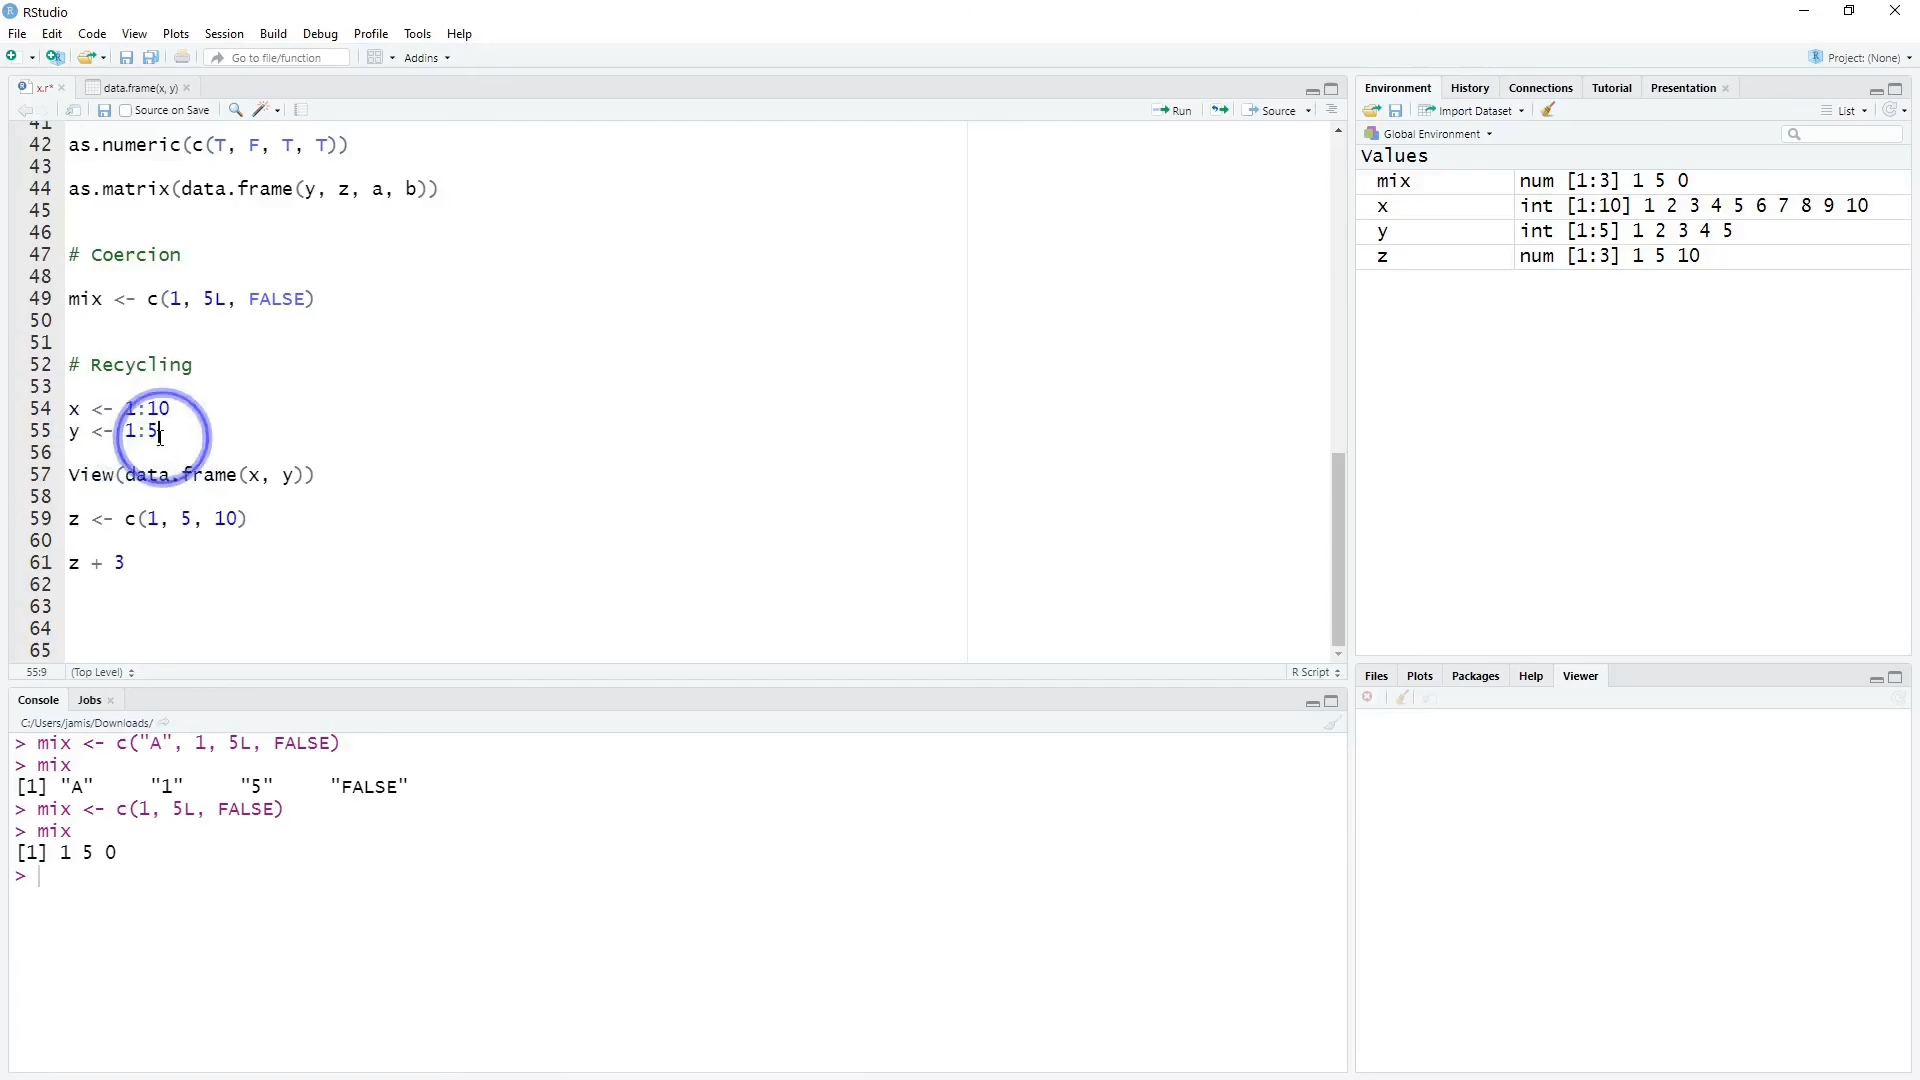 RStudio
File Edit Code View Plots Session Build Debug Profile Tools Help
Go to file/function Addins Project: (None)
x.r* data.frame(x, y)
Source on Save Run Source
41
42 as.numeric(c(T, F, T, T))
43
44 as.matrix(data.frame(y, z, a, b))
45
46
47 # Coercion
48
49 mix <- c(1, 5L, FALSE)
50
51
52 # Recycling
53
54 x <- 1:10
55 y <- 1:5
56
57 View(data.frame(x, y))
58
59 z <- c(1, 5, 10)
60
61 z + 3
62
63
64
65
55:9 (Top Level) R Script
Console Jobs
C:/Users/jamis/Downloads/
> mix <- c("A", 1, 5L, FALSE)
> mix
[1] "A" "1" "5" "FALSE"
> mix <- c(1, 5L, FALSE)
> mix
[1] 1 5 0
>
Environment History Connections Tutorial Presentation
Import Dataset List
Global Environment
Values
mix num [1:3] 1 5 0
x int [1:10] 1 2 3 4 5 6 7 8 9 10
y int [1:5] 1 2 3 4 5
z num [1:3] 1 5 10
Files Plots Packages Help Viewer